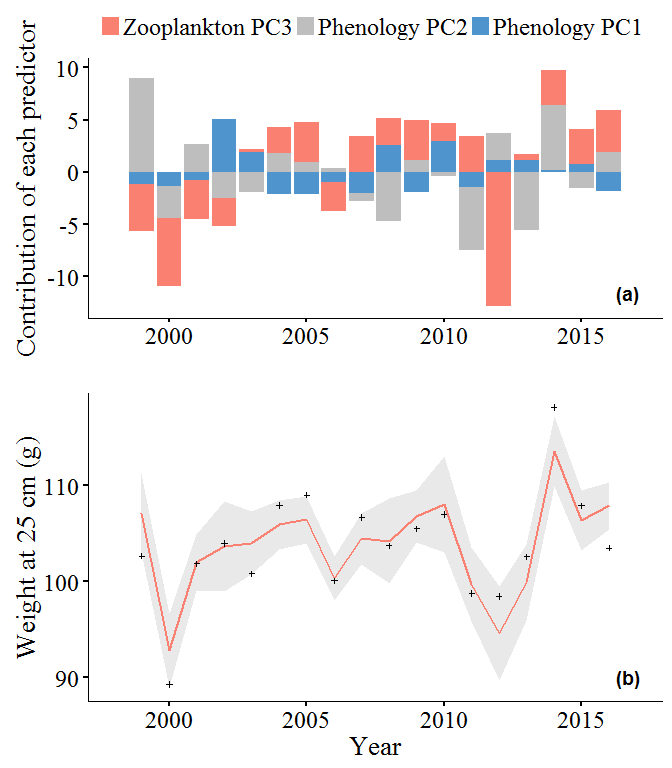 Zooplankton PC3 Phenology PC2 Phenology PC1
Contribution of each predictor
10
5
0
-5
-10
(a)
2000 2005 2010 2015
Weight at 25 cm (g)
110
100
90
(b)
2000 2005 2010 2015
Year